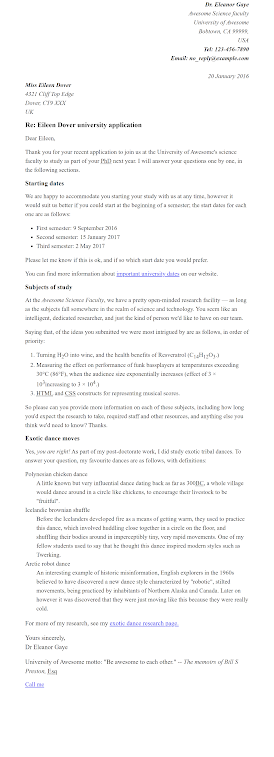 Dr. Eleanor Gaye
Awesome Science faculty
University of Awesome
Bobtown, CA 99999,
USA
Tel: 123-456-7890
Email: no_reply@example.com
20 January 2016
Miss Eileen Dover
4321 Cliff Top Edge
Dover, CT9 XXX
UK
Re: Eileen Dover university application
Dear Eileen,
Thank you for your recent application to join us at the University of Awesome's science
faculty to study as part of your PhD next year. I will answer your questions one by one, in
the following sections.
Starting dates
We are happy to accommodate you starting your study with us at any time, however it
would suit us better if you could start at the beginning of a semester; the start dates for each
one are as follows:
• First semester: 9 September 2016
• Second semester: 15 January 2017
• Third semester: 2 May 2017
Please let me know if this is ok, and if so which start date you would prefer.
You can find more information about important university dates on our website.
Subjects of study
At the Awesome Science Faculty, we have a pretty open-minded research facility — as long
as the subjects fall somewhere in the realm of science and technology. You seem like an
intelligent, dedicated researcher, and just the kind of person we'd like to have on our team.
Saying that, of the ideas you submitted we were most intrigued by are as follows, in order of
priority:
1. Turning H₂O into wine, and the health benefits of Resveratrol (C₁₄H₁₂O₃.)
2. Measuring the effect on performance of funk bassplayers at temperatures exceeding
30°C (86°F), when the audience size exponentially increases (effect of 3 ×
10³increasing to 3 × 10⁴.)
3. HTML and CSS constructs for representing musical scores.
So please can you provide more information on each of these subjects, including how long
you'd expect the research to take, required staff and other resources, and anything else you
think we'd need to know? Thanks.
Exotic dance moves
Yes, you are right! As part of my post-doctorate work, I did study exotic tribal dances. To
answer your question, my favourite dances are as follows, with definitions:
Polynesian chicken dance
A little known but very influential dance dating back as far as 300BC, a whole village
would dance around in a circle like chickens, to encourage their livestock to be
"fruitful".
Icelandic brownian shuffle
Before the Icelanders developed fire as a means of getting warm, they used to practice
this dance, which involved huddling close together in a circle on the floor, and
shuffling their bodies around in imperceptibly tiny, very rapid movements. One of my
fellow students used to say that he thought this dance inspired modern styles such as
Twerking.
Arctic robot dance
An interesting example of historic misinformation, English explorers in the 1960s
believed to have discovered a new dance style characterized by "robotic", stilted
movements, being practiced by inhabitants of Northern Alaska and Canada. Later on
however it was discovered that they were just moving like this because they were really
cold.
For more of my research, see my exotic dance research page.
Yours sincerely,
Dr Eleanor Gaye
University of Awesome motto: "Be awesome to each other." -- The memoirs of Bill S
Preston, Esq
Call me